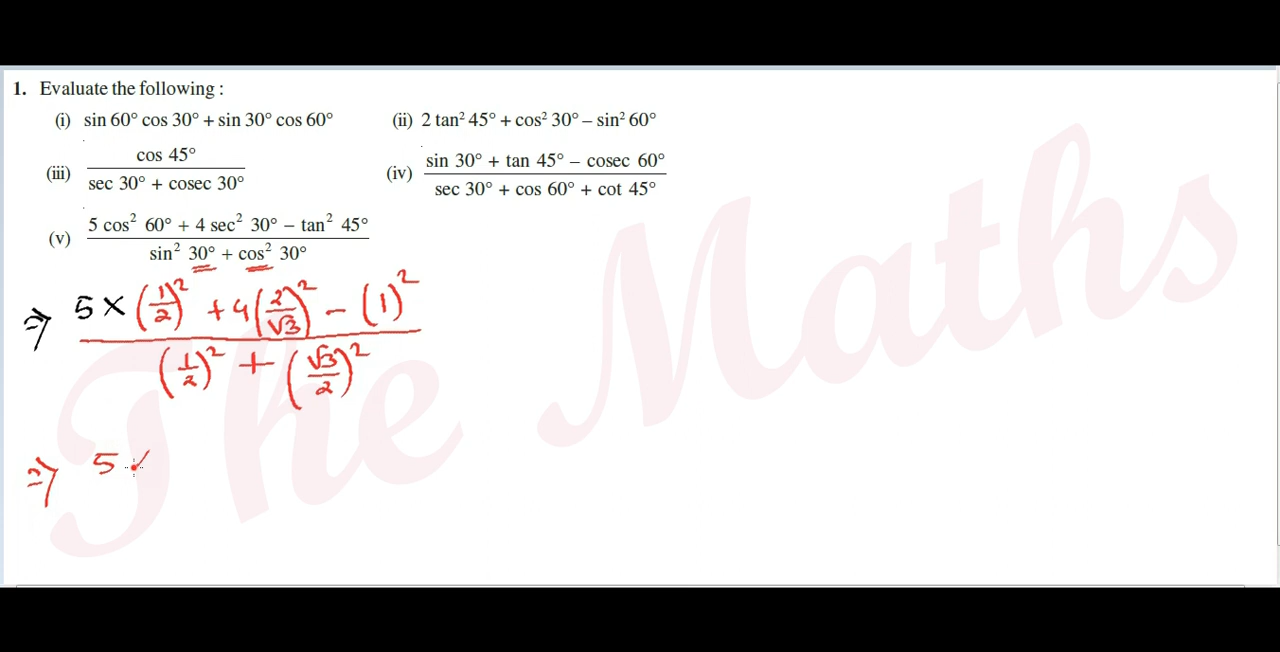 1. Evaluate the following :
(i) sin 60° cos 30° + sin 30° cos 60° (ii) 2 tan² 45° + cos² 30° – sin² 60°
(iii) cos 45° / sec 30° + cosec 30° (iv) sin 30° + tan 45° – cosec 60° / sec 30° + cos 60° + cot 45°
(v) 5 cos² 60° + 4 sec² 30° – tan² 45° / sin² 30° + cos² 30°
⇒ 5 × (1/2)² + 4(2/√3)² – (1)² / (1/2)² + (√3/2)²
⇒ 5
The Maths